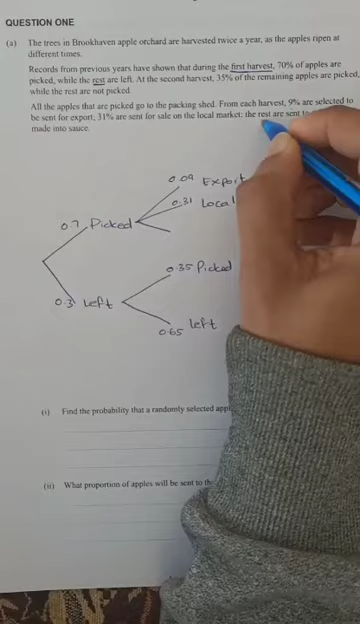 QUESTION ONE
(a) The trees in Brookhaven apple orchard are harvested twice a year, as the apples ripen at
different times.
Records from previous years have shown that during the first harvest, 70% of apples are
picked, while the rest are left. At the second harvest, 35% of the remaining apples are picked,
while the rest are not picked.
All the apples that are picked go to the packing shed. From each harvest, 9% are selected to
be sent for export, 31% are sent for sale on the local market; the rest are sent to
made into sauce.
0.09 Export
0.31 Local
0.7 Picked
0.35 Picked
0.3 Left
0.65 left
(i) Find the probability that a randomly selected
(ii) What proportion of apples will be sent to